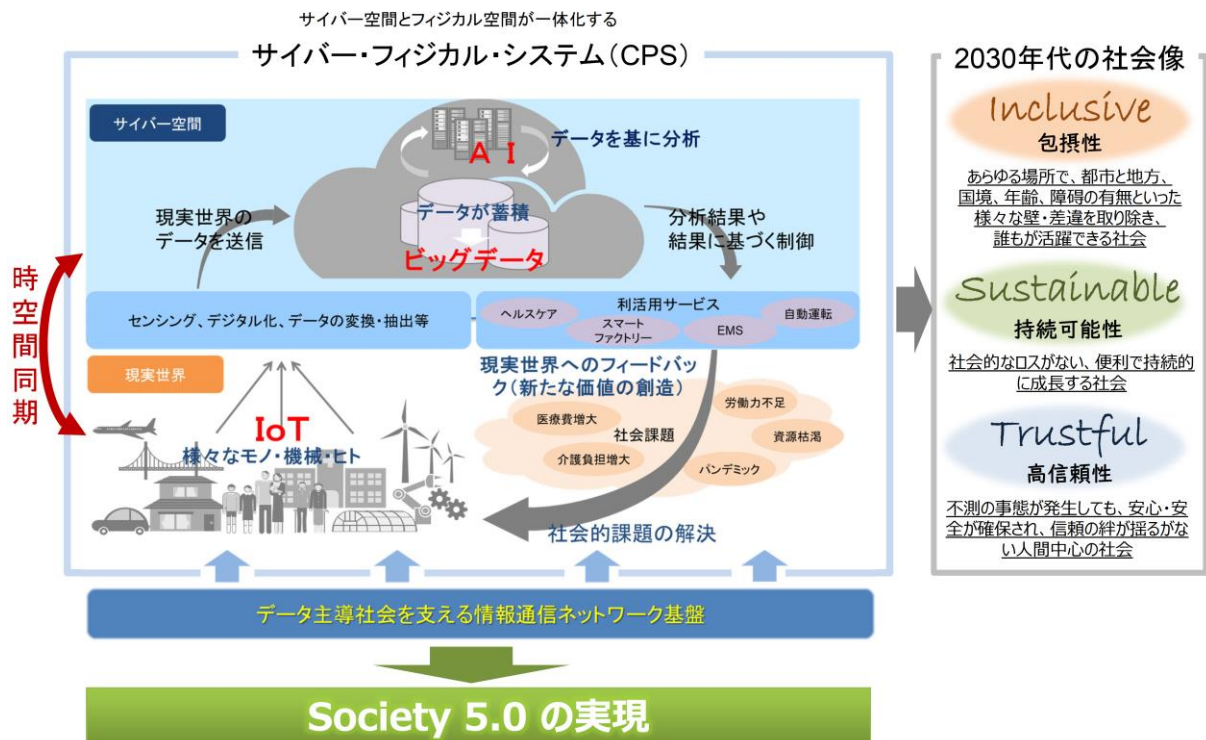 サイバー空間とフィジカル空間が一体化する
サイバー・フィジカル・システム(CPS)
サイバー空間
AI
データを基に分析
データが蓄積
ビッグデータ
現実世界の
データを送信
分析結果や
結果に基づく制御
時空間同期
センシング、デジタル化、データの変換・抽出等
利活用サービス
ヘルスケア
スマート
ファクトリー
EMS
自動運転
現実世界
現実世界へのフィードバッ
ク(新たな価値の創造)
IoT
様々なモノ・機械・ヒト
医療費増大
社会課題
介護負担増大
労働力不足
資源枯渇
パンデミック
社会的課題の解決
データ主導社会を支える情報通信ネットワーク基盤
Society 5.0 の実現
2030年代の社会像
Inclusive
包摂性
あらゆる場所で、都市と地方、
国境、年齢、障碍の有無といった
様々な壁・差違を取り除き、
誰もが活躍できる社会
Sustainable
持続可能性
社会的なロスがない、便利で持続的
に成長する社会
Trustful
高信頼性
不測の事態が発生しても、安心・安
全が確保され、信頼の絆が揺るがな
い人間中心の社会